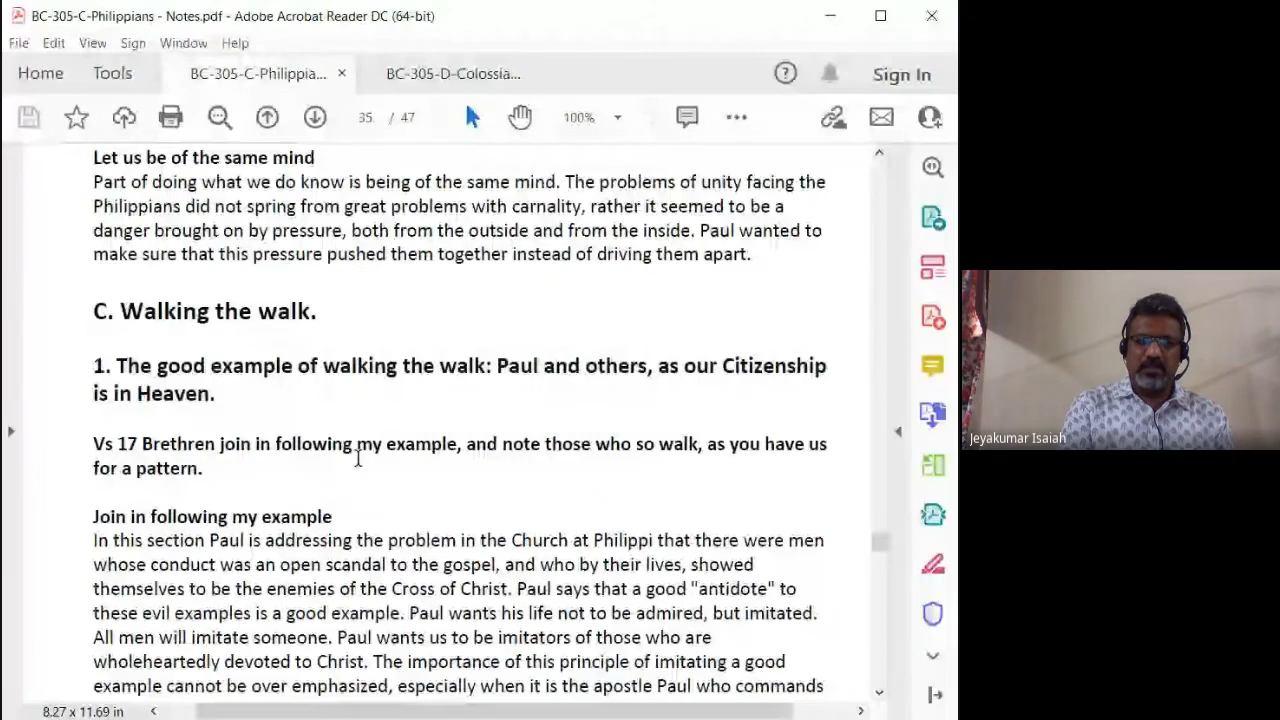 BC-305-C-Philippians - Notes.pdf - Adobe Acrobat Reader DC (64-bit)
File Edit View Sign Window Help
Home Tools BC-305-C-Philippia... × BC-305-D-Colossia... Sign In
35 / 47 100%
Let us be of the same mind
Part of doing what we do know is being of the same mind. The problems of unity facing the
Philippians did not spring from great problems with carnality, rather it seemed to be a
danger brought on by pressure, both from the outside and from the inside. Paul wanted to
make sure that this pressure pushed them together instead of driving them apart.
C. Walking the walk.
1. The good example of walking the walk: Paul and others, as our Citizenship
is in Heaven.
Vs 17 Brethren join in following my example, and note those who so walk, as you have us
for a pattern.
Join in following my example
In this section Paul is addressing the problem in the Church at Philippi that there were men
whose conduct was an open scandal to the gospel, and who by their lives, showed
themselves to be the enemies of the Cross of Christ. Paul says that a good "antidote" to
these evil examples is a good example. Paul wants his life not to be admired, but imitated.
All men will imitate someone. Paul wants us to be imitators of those who are
wholeheartedly devoted to Christ. The importance of this principle of imitating a good
example cannot be over emphasized, especially when it is the apostle Paul who commands
8.27 x 11.69 in
Jeyakumar Isaiah